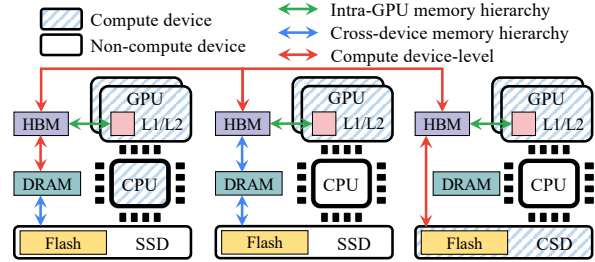 Compute device
Non-compute device
Intra-GPU memory hierarchy
Cross-device memory hierarchy
Compute device-level
GPU
HBM
L1/L2
CPU
DRAM
Flash
SSD
GPU
HBM
L1/L2
CPU
DRAM
Flash
SSD
GPU
HBM
L1/L2
CPU
DRAM
Flash
CSD